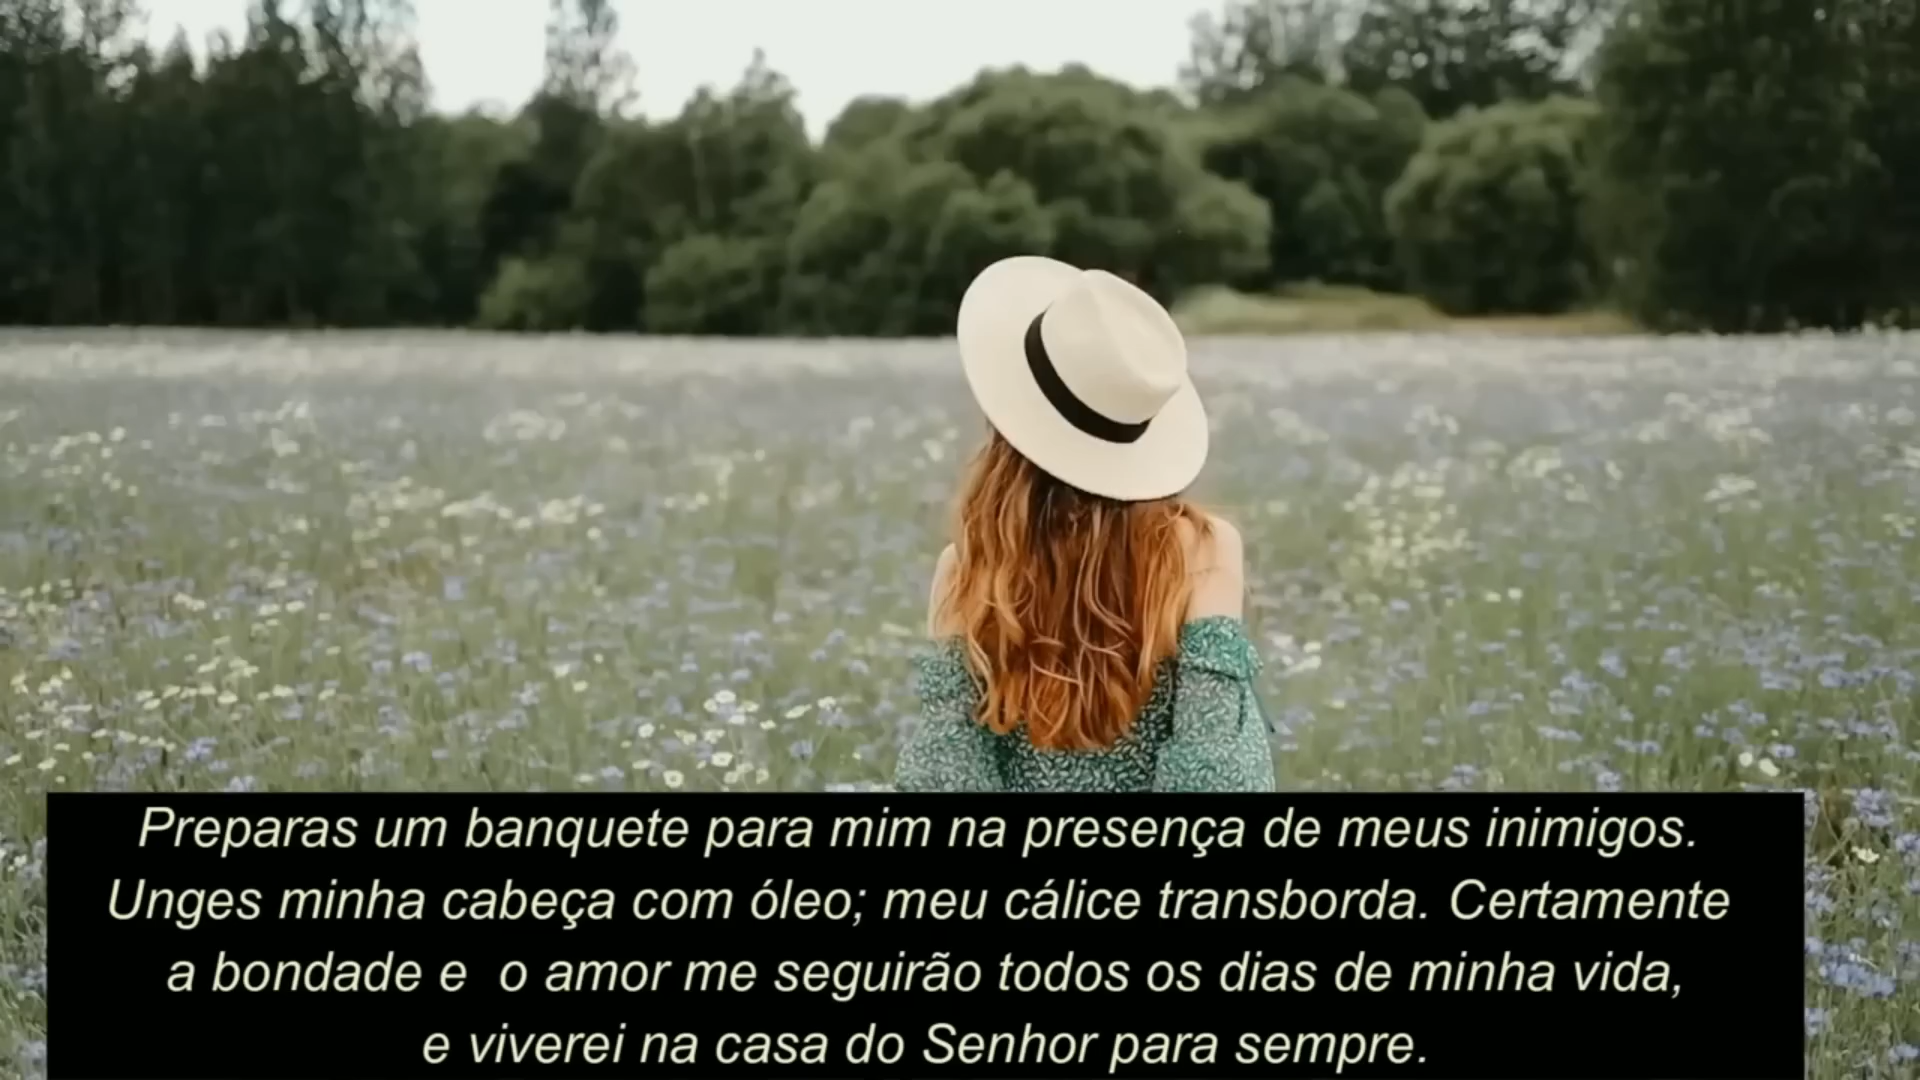 Preparas um banquete para mim na presença de meus inimigos.
Unges minha cabeça com óleo; meu cálice transborda. Certamente
a bondade e  o amor me seguirão todos os dias de minha vida,
e viverei na casa do Senhor para sempre.